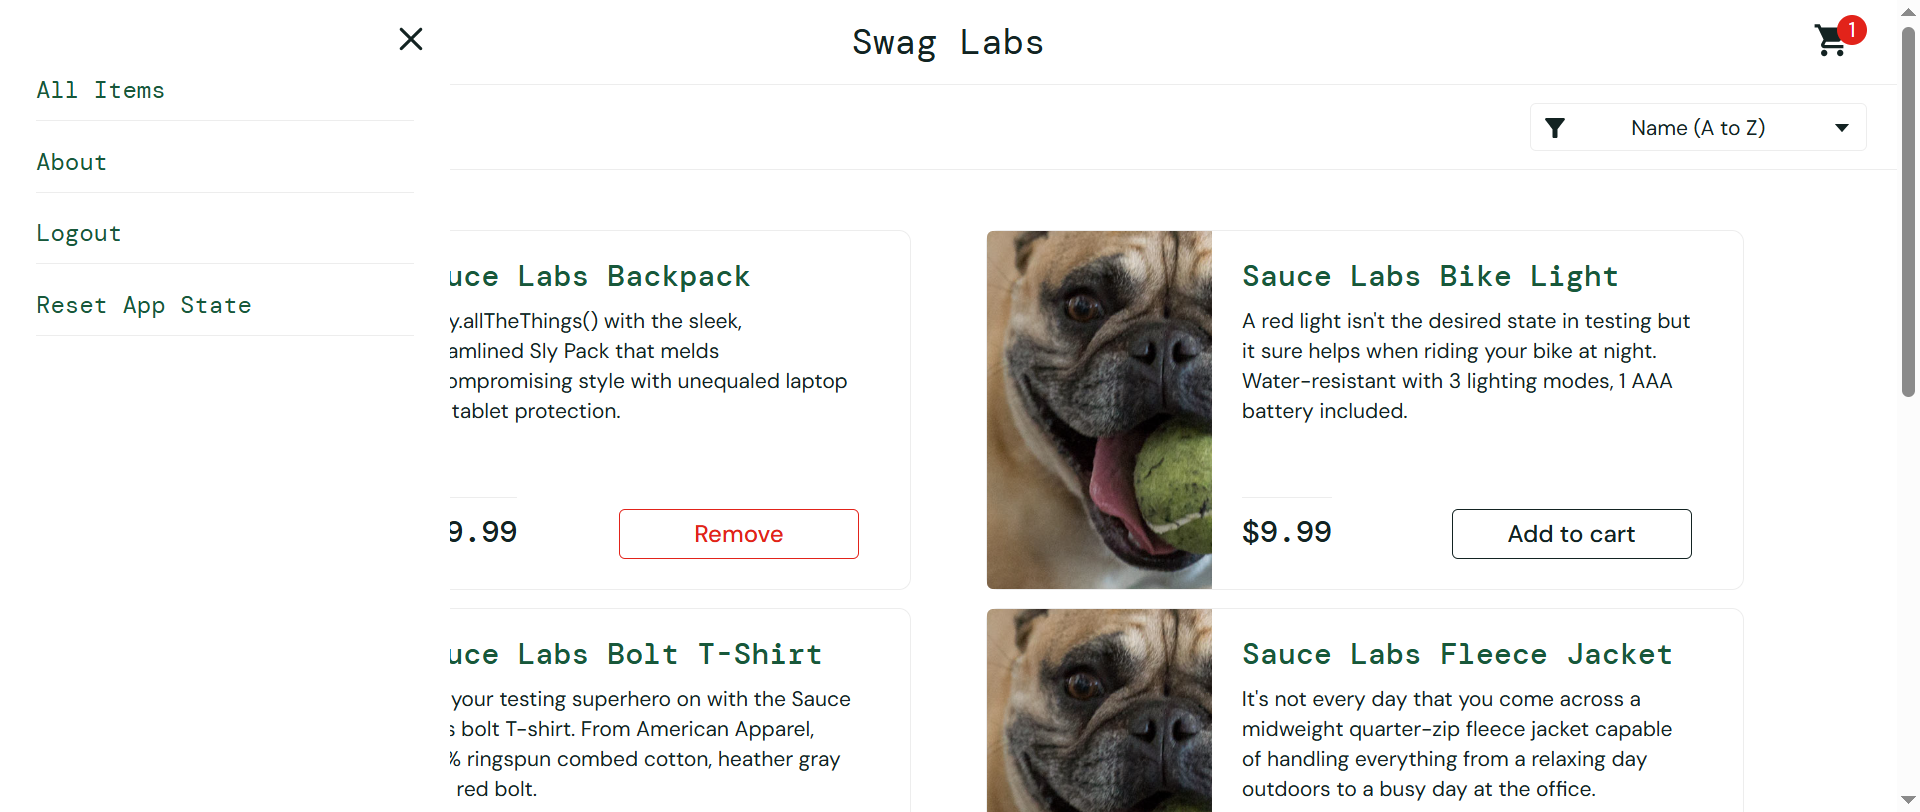 Swag Labs
1
All Items
About
Logout
Reset App State
Name (A to Z)
uce Labs Backpack
y.allTheThings() with the sleek,
amlined Sly Pack that melds
ompromising style with unequaled laptop
tablet protection.
9.99
Remove
Sauce Labs Bike Light
A red light isn't the desired state in testing but
it sure helps when riding your bike at night.
Water-resistant with 3 lighting modes, 1 AAA
battery included.
$9.99
Add to cart
uce Labs Bolt T-Shirt
your testing superhero on with the Sauce
s bolt T-shirt. From American Apparel,
% ringspun combed cotton, heather gray
red bolt.
Sauce Labs Fleece Jacket
It's not every day that you come across a
midweight quarter-zip fleece jacket capable
of handling everything from a relaxing day
outdoors to a busy day at the office.